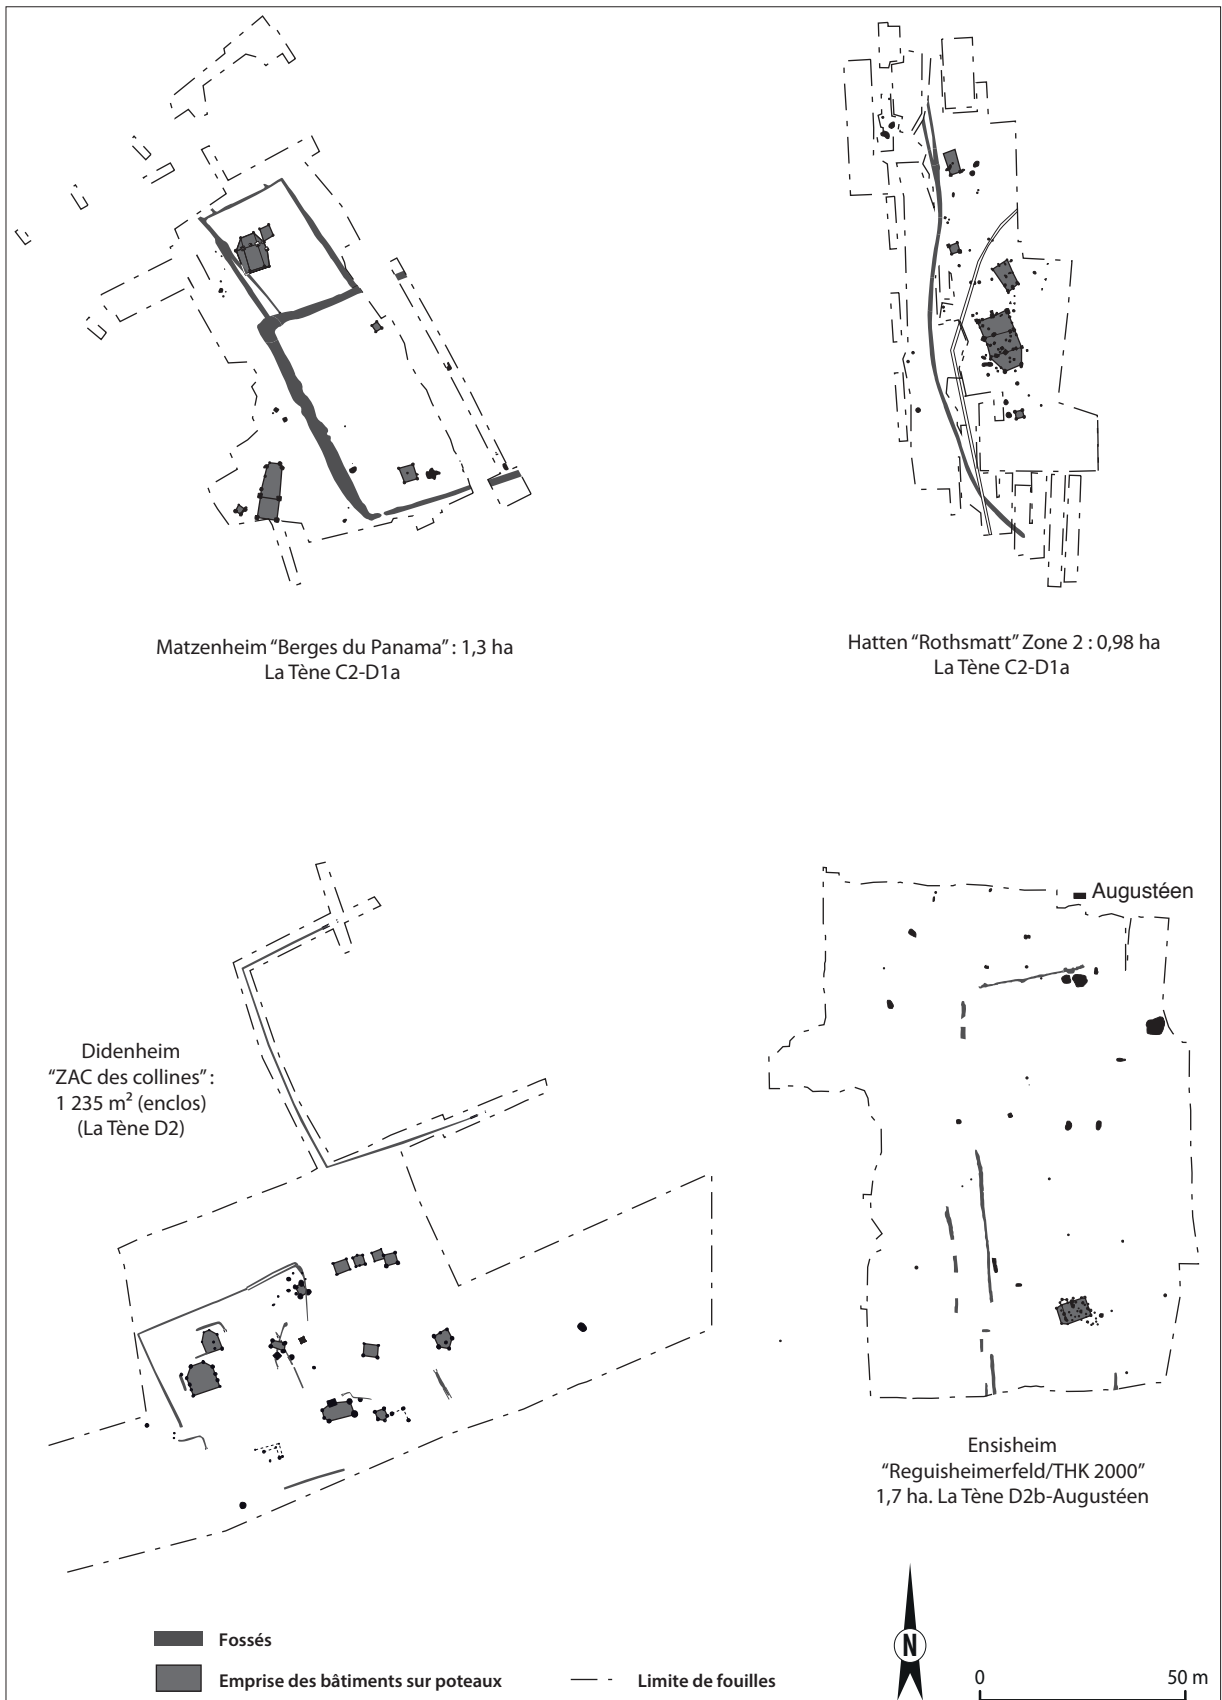 Matzenheim “Berges du Panama” : 1,3 ha
La Tène C2-D1a
Hatten “Rothsmatt” Zone 2 : 0,98 ha
La Tène C2-D1a
Augustéen
Didenheim
“ZAC des collines” :
1 235 m² (enclos)
(La Tène D2)
Ensisheim
“Reguisheimerfeld/THK 2000”
1,7 ha. La Tène D2b-Augustéen
Fossés
Emprise des bâtiments sur poteaux
Limite de fouilles
N
0 50 m